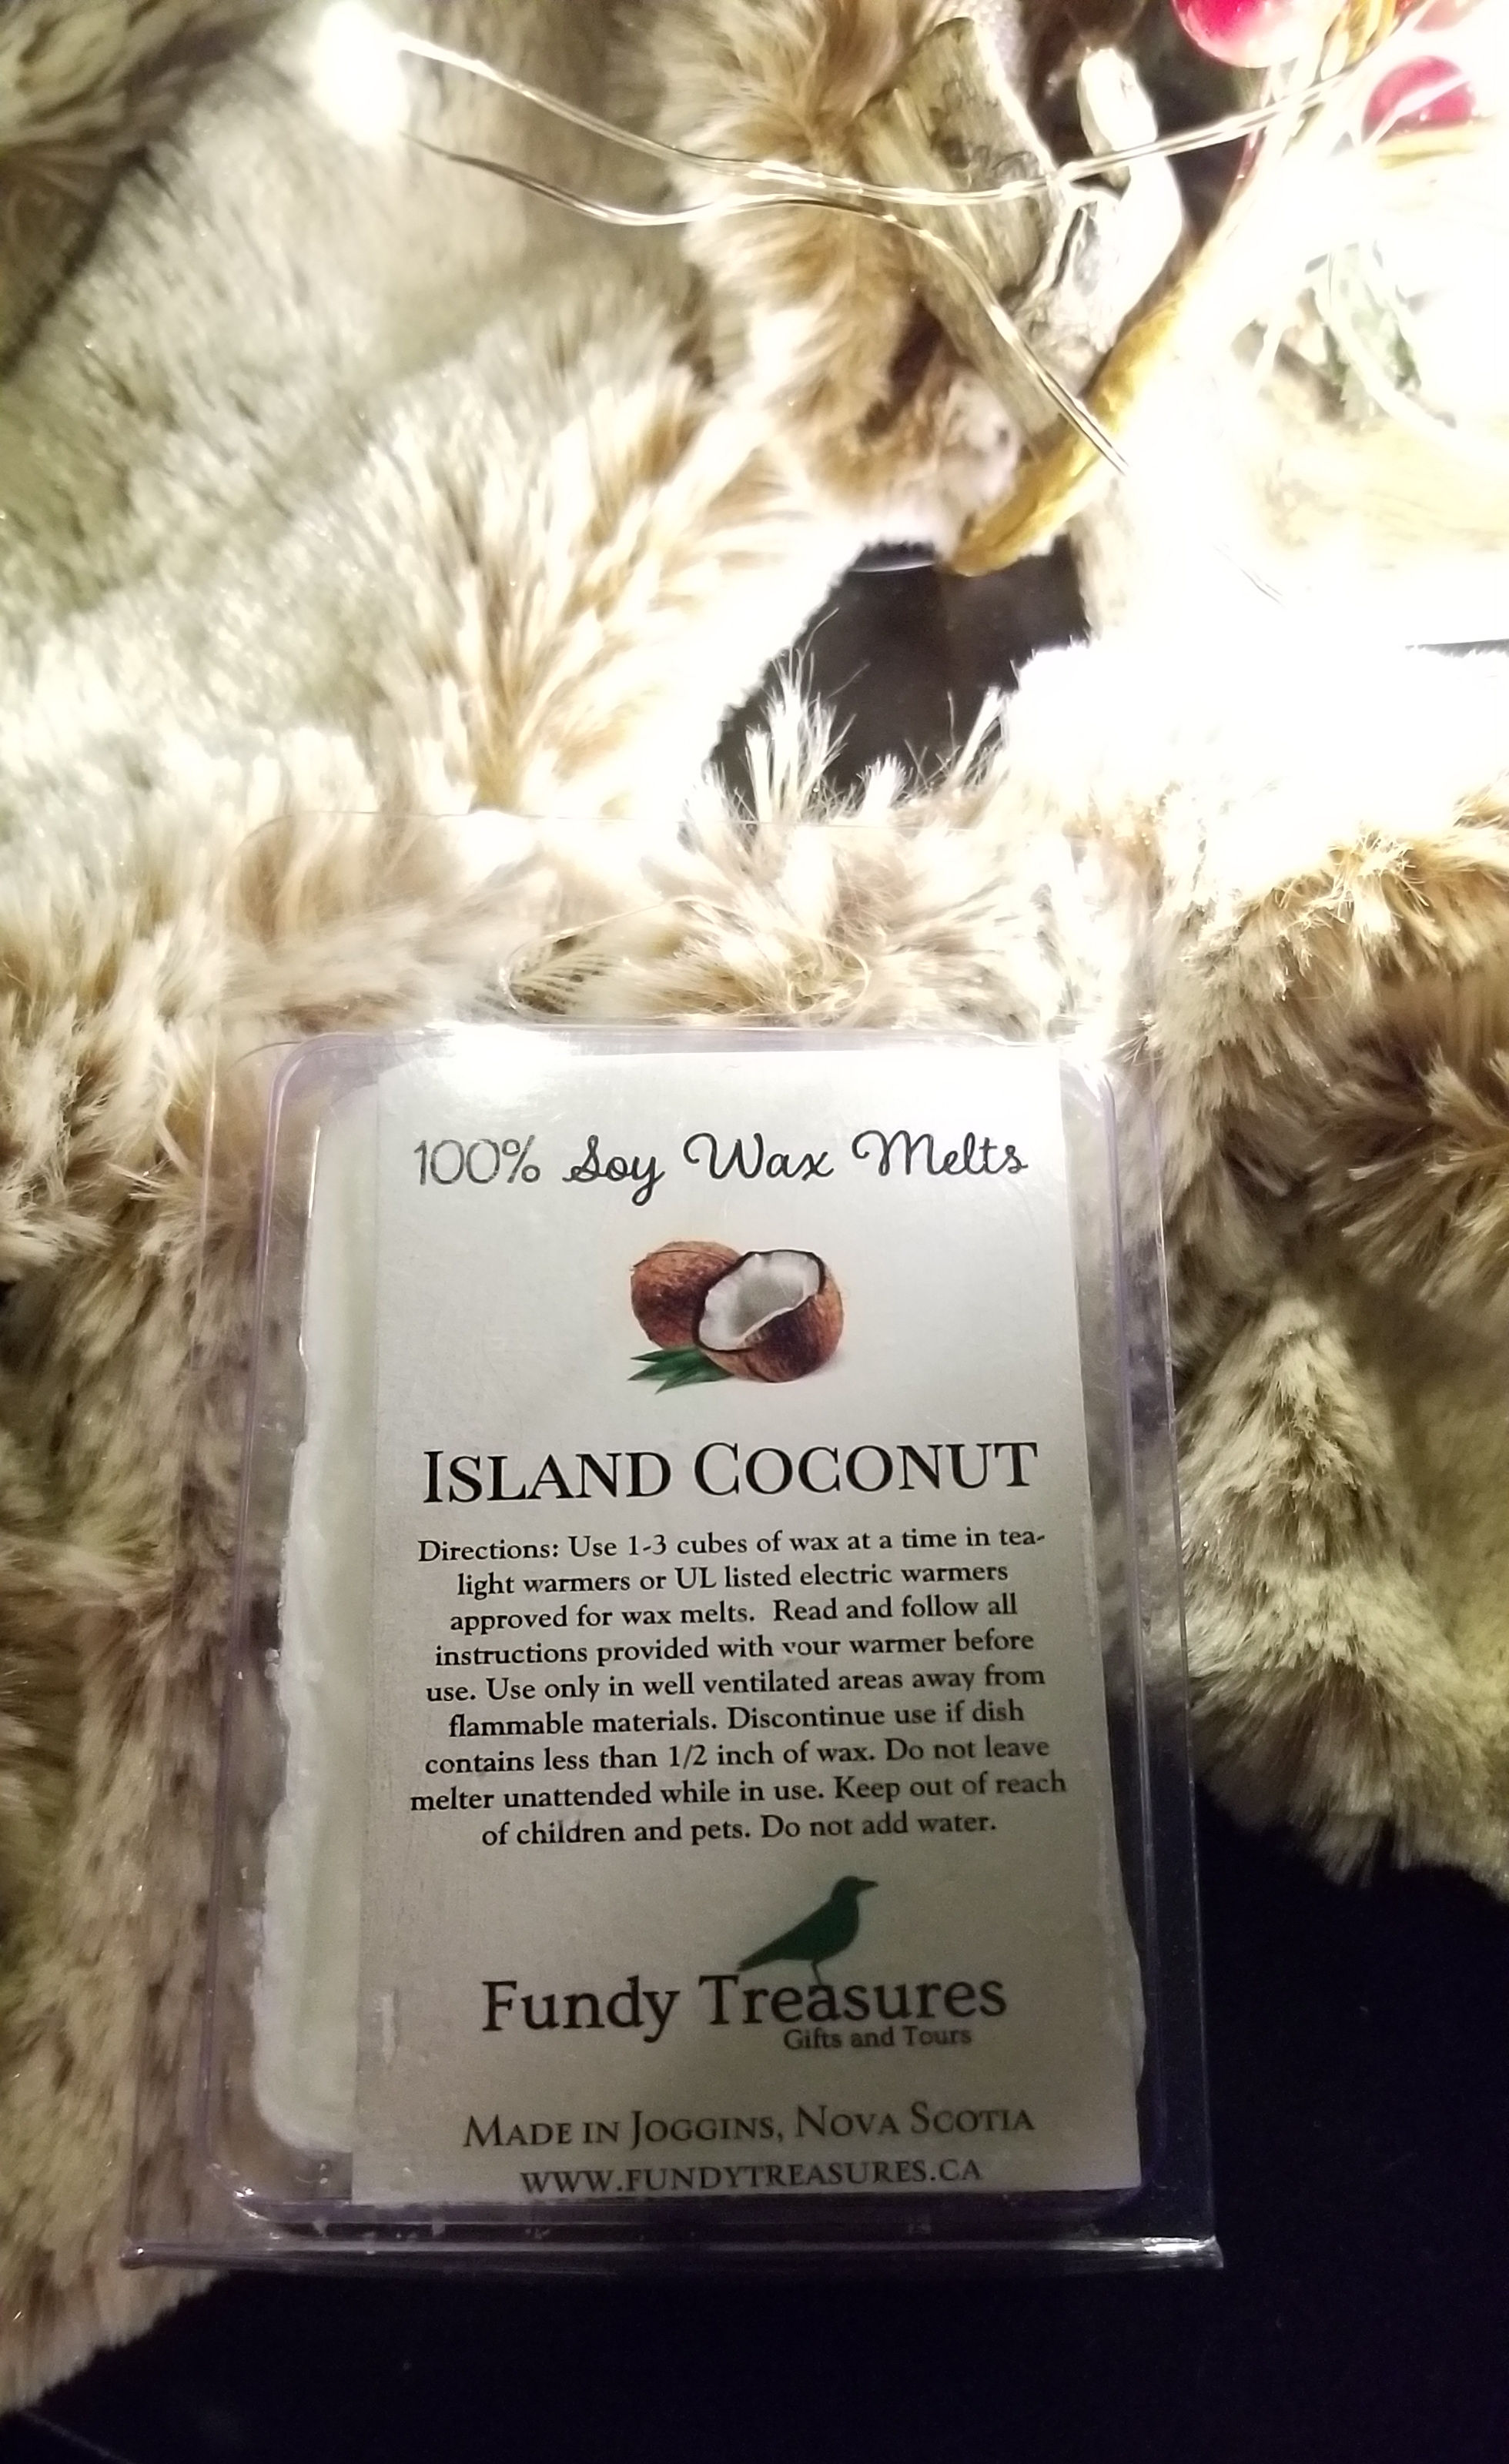 100% Soy Wax Melts
ISLAND COCONUT
Directions: Use 1-3 cubes of wax at a time in tea-
light warmers or UL listed electric warmers
approved for wax melts. Read and follow all
instructions provided with your warmer before
use. Use only in well ventilated areas away from
flammable materials. Discontinue use if dish
contains less than 1/2 inch of wax. Do not leave
melter unattended while in use. Keep out of reach
of children and pets. Do not add water.
Fundy Treasures
Gifts and Tours
MADE IN JOGGINS, NOVA SCOTIA
WWW.FUNDYTREASURES.CA